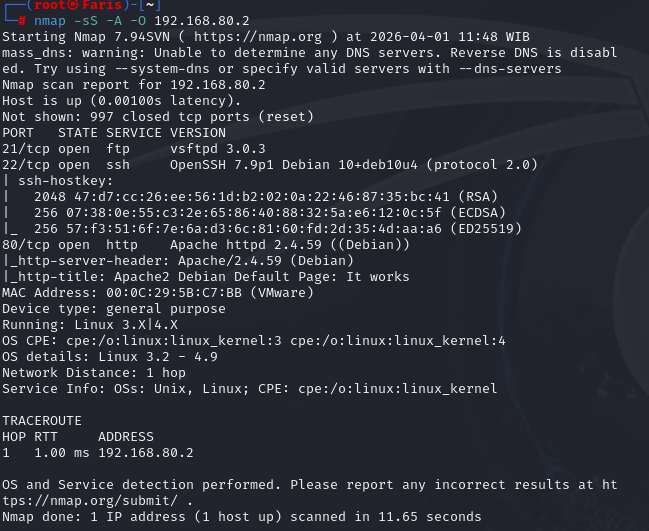 ┌──(root㉿Faris)-[~]
└─# nmap -sS -A -O 192.168.80.2
Starting Nmap 7.94SVN ( https://nmap.org ) at 2026-04-01 11:48 WIB
mass_dns: warning: Unable to determine any DNS servers. Reverse DNS is disabl
ed. Try using --system-dns or specify valid servers with --dns-servers
Nmap scan report for 192.168.80.2
Host is up (0.00100s latency).
Not shown: 997 closed tcp ports (reset)
PORT   STATE SERVICE VERSION
21/tcp open  ftp     vsftpd 3.0.3
22/tcp open  ssh     OpenSSH 7.9p1 Debian 10+deb10u4 (protocol 2.0)
| ssh-hostkey:
|   2048 47:d7:cc:26:ee:56:1d:b2:02:0a:22:46:87:35:bc:41 (RSA)
|   256 07:38:0e:55:c3:2e:65:86:40:88:32:5a:e6:12:0c:5f (ECDSA)
|_  256 57:f3:51:6f:7e:6a:d3:6c:81:60:fd:2d:35:4d:aa:a6 (ED25519)
80/tcp open  http    Apache httpd 2.4.59 ((Debian))
|_http-server-header: Apache/2.4.59 (Debian)
|_http-title: Apache2 Debian Default Page: It works
MAC Address: 00:0C:29:5B:C7:BB (VMware)
Device type: general purpose
Running: Linux 3.X|4.X
OS CPE: cpe:/o:linux:linux_kernel:3 cpe:/o:linux:linux_kernel:4
OS details: Linux 3.2 - 4.9
Network Distance: 1 hop
Service Info: OSs: Unix, Linux; CPE: cpe:/o:linux:linux_kernel

TRACEROUTE
HOP RTT     ADDRESS
1   1.00 ms 192.168.80.2

OS and Service detection performed. Please report any incorrect results at ht
tps://nmap.org/submit/ .
Nmap done: 1 IP address (1 host up) scanned in 11.65 seconds